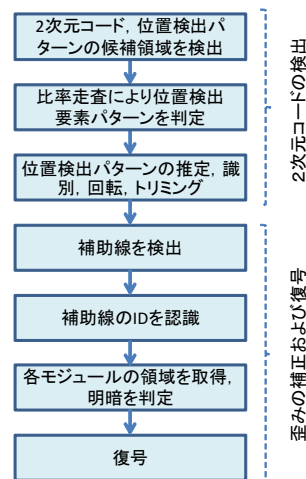 2次元コード，位置検出パ
ターンの候補領域を検出
比率走査により位置検出
要素パターンを判定
位置検出パターンの推定，識
別，回転，トリミング
2次元コードの検出
補助線を検出
補助線のIDを認識
各モジュールの領域を取得，
明暗を判定
復号
歪みの補正および復号